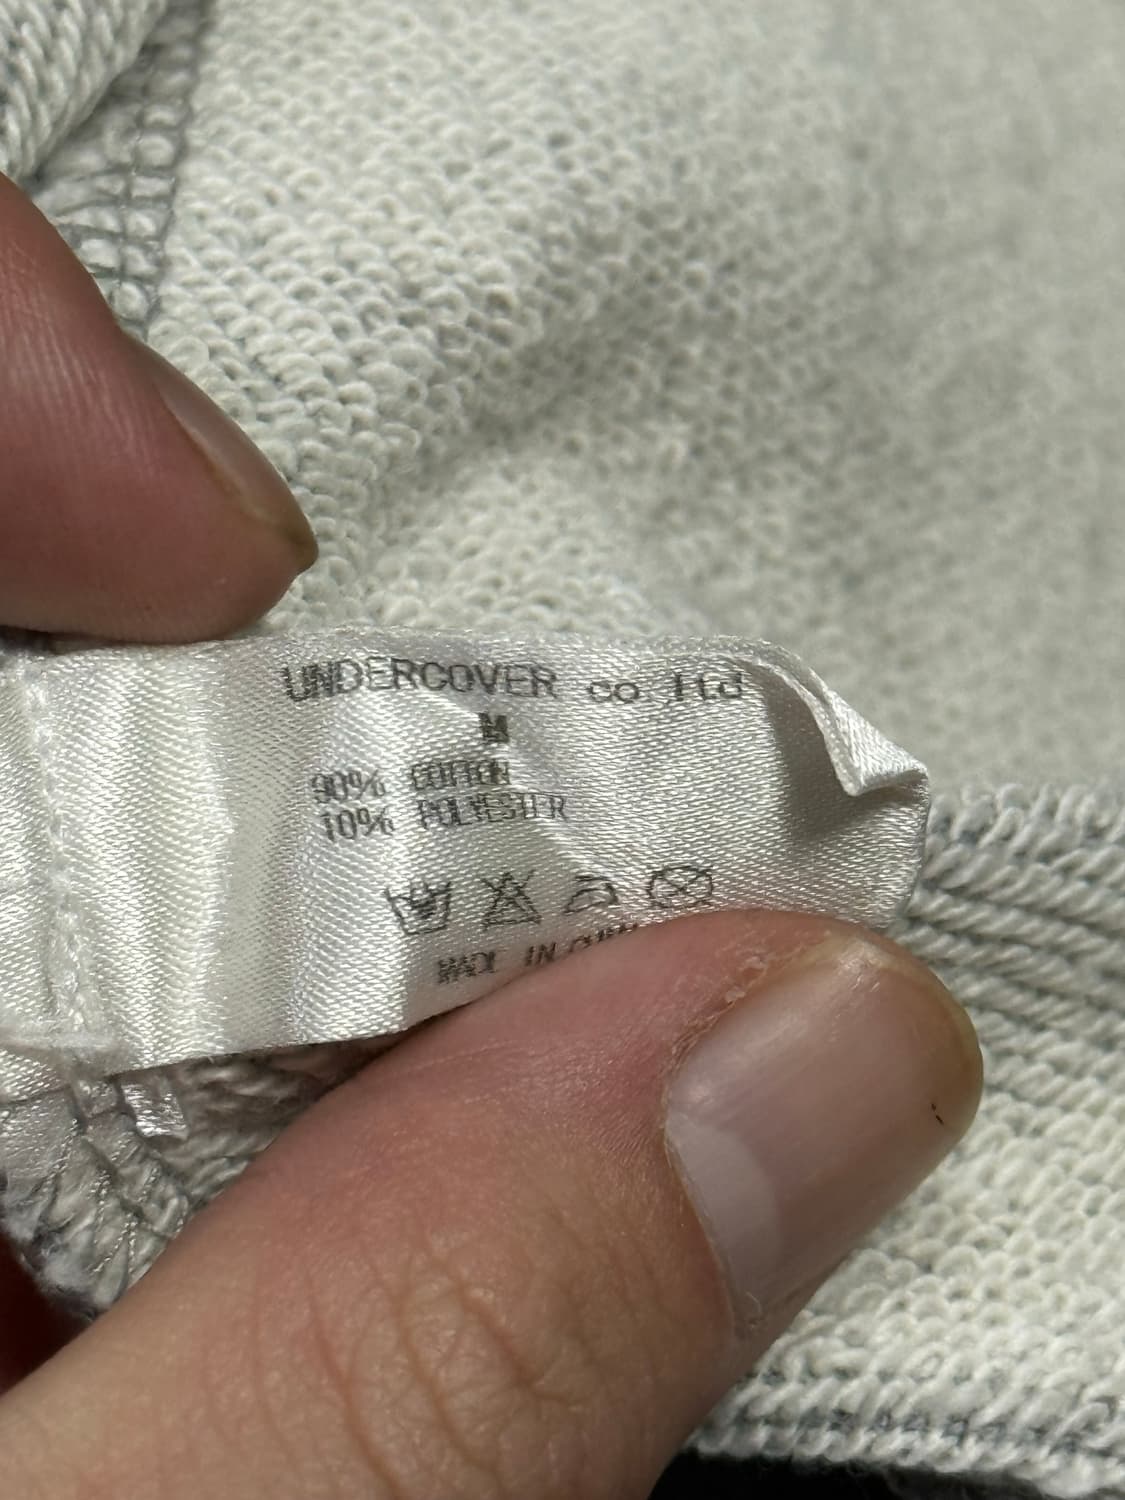 UNDERCOVER co.,Ltd
M
90% COTTON
10% POLYESTER
MADE IN